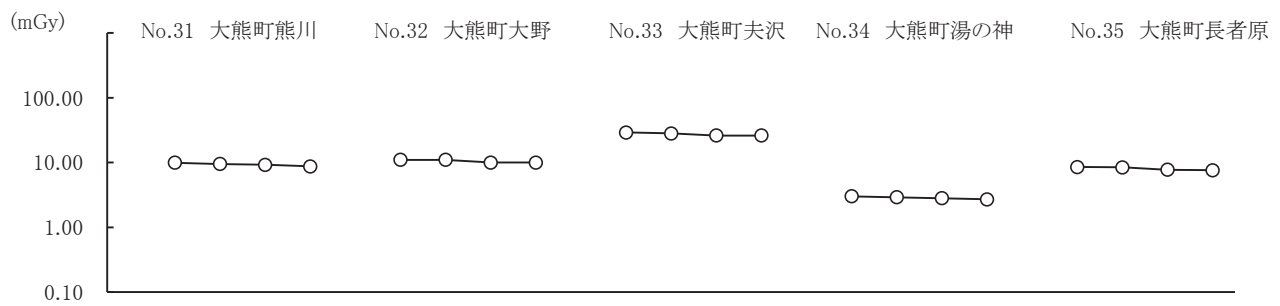 (mGy)
No.31 大熊町熊川
No.32 大熊町大野
No.33 大熊町夫沢
No.34 大熊町湯の神
No.35 大熊町長者原
100.00
10.00
1.00
0.10